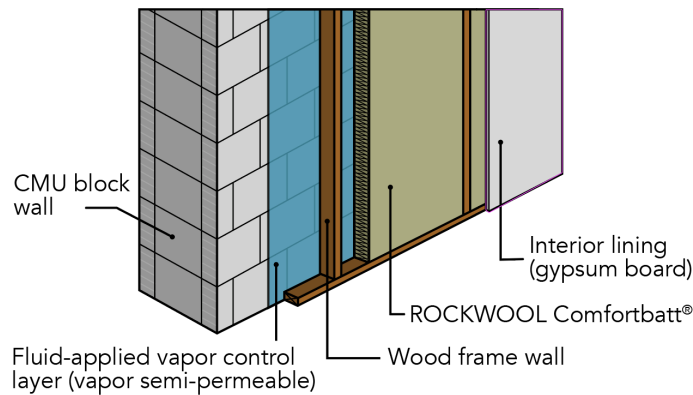 CMU block
wall
Interior lining
(gypsum board)
ROCKWOOL Comfortbatt®
Fluid-applied vapor control
layer (vapor semi-permeable)
Wood frame wall